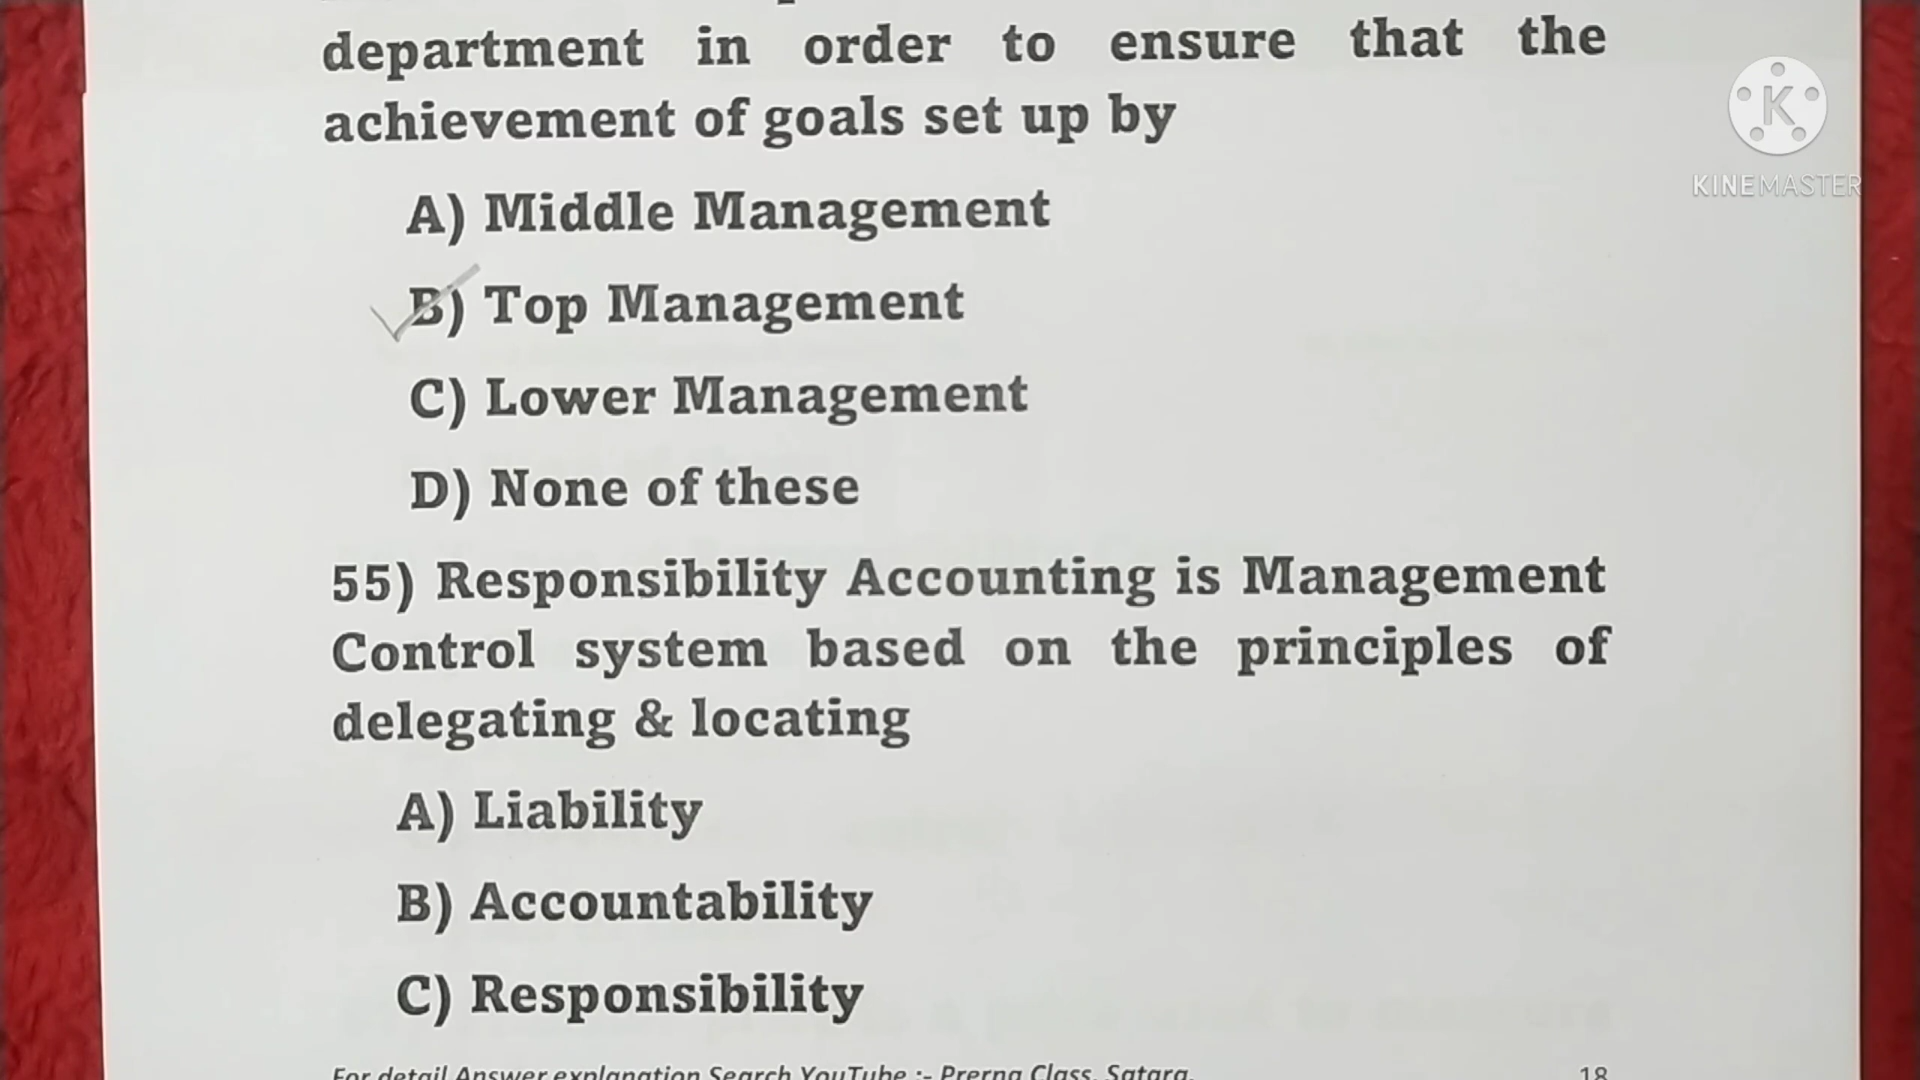 department in order to ensure that the
achievement of goals set up by
A) Middle Management
B) Top Management
C) Lower Management
D) None of these
55) Responsibility Accounting is Management
Control system based on the principles of
delegating & locating
A) Liability
B) Accountability
C) Responsibility
For detail Answer explanation Search YouTube :- Prerna Class, Satara.
18
K
KINEMASTER